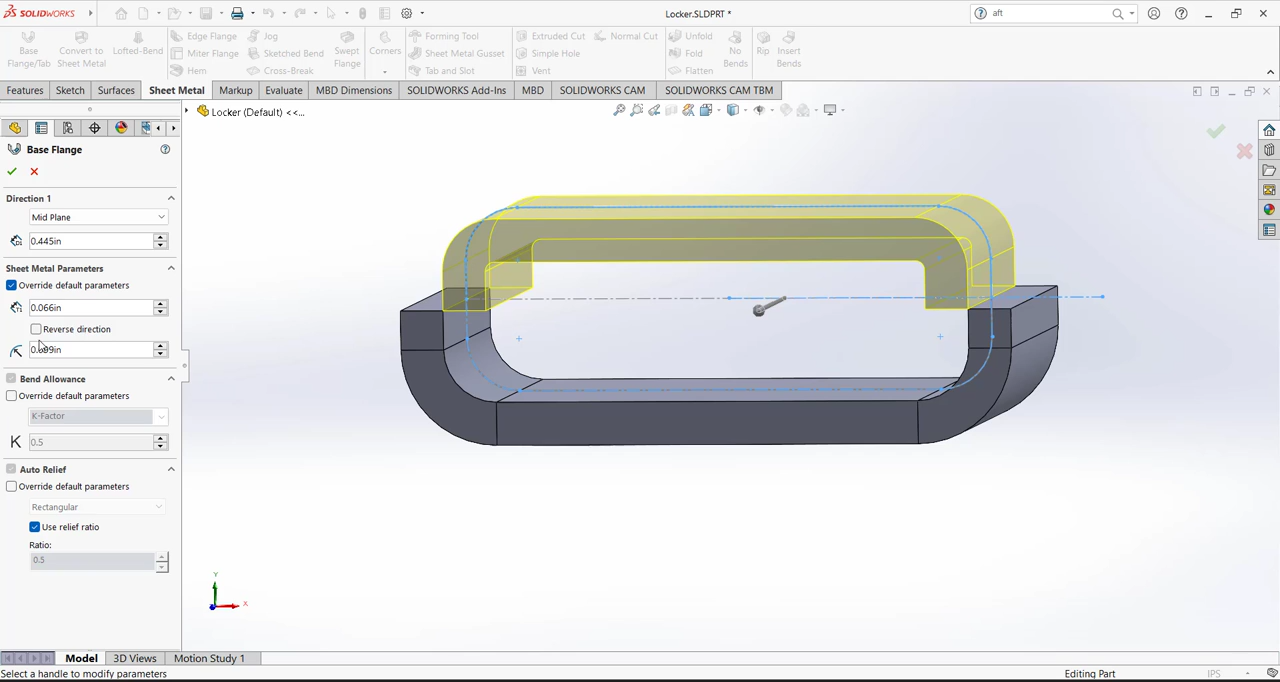 SOLIDWORKS
Locker.SLDPRT *
aft
Base Flange/Tab
Convert to Sheet Metal
Lofted-Bend
Edge Flange
Miter Flange
Hem
Jog
Sketched Bend
Cross-Break
Swept Flange
Corners
Forming Tool
Sheet Metal Gusset
Tab and Slot
Extruded Cut
Simple Hole
Vent
Normal Cut
Unfold
Fold
Flatten
No Bends
Rip
Insert Bends
Features
Sketch
Surfaces
Sheet Metal
Markup
Evaluate
MBD Dimensions
SOLIDWORKS Add-Ins
MBD
SOLIDWORKS CAM
SOLIDWORKS CAM TBM
Locker (Default) <<...
Base Flange
Direction 1
Mid Plane
0.445in
Sheet Metal Parameters
Override default parameters
0.066in
Reverse direction
Bend Allowance
Override default parameters
K-Factor
K
0.5
Auto Relief
Override default parameters
Rectangular
Use relief ratio
Ratio:
0.5
Y
X
Model
3D Views
Motion Study 1
Select a handle to modify parameters
Editing Part
IPS